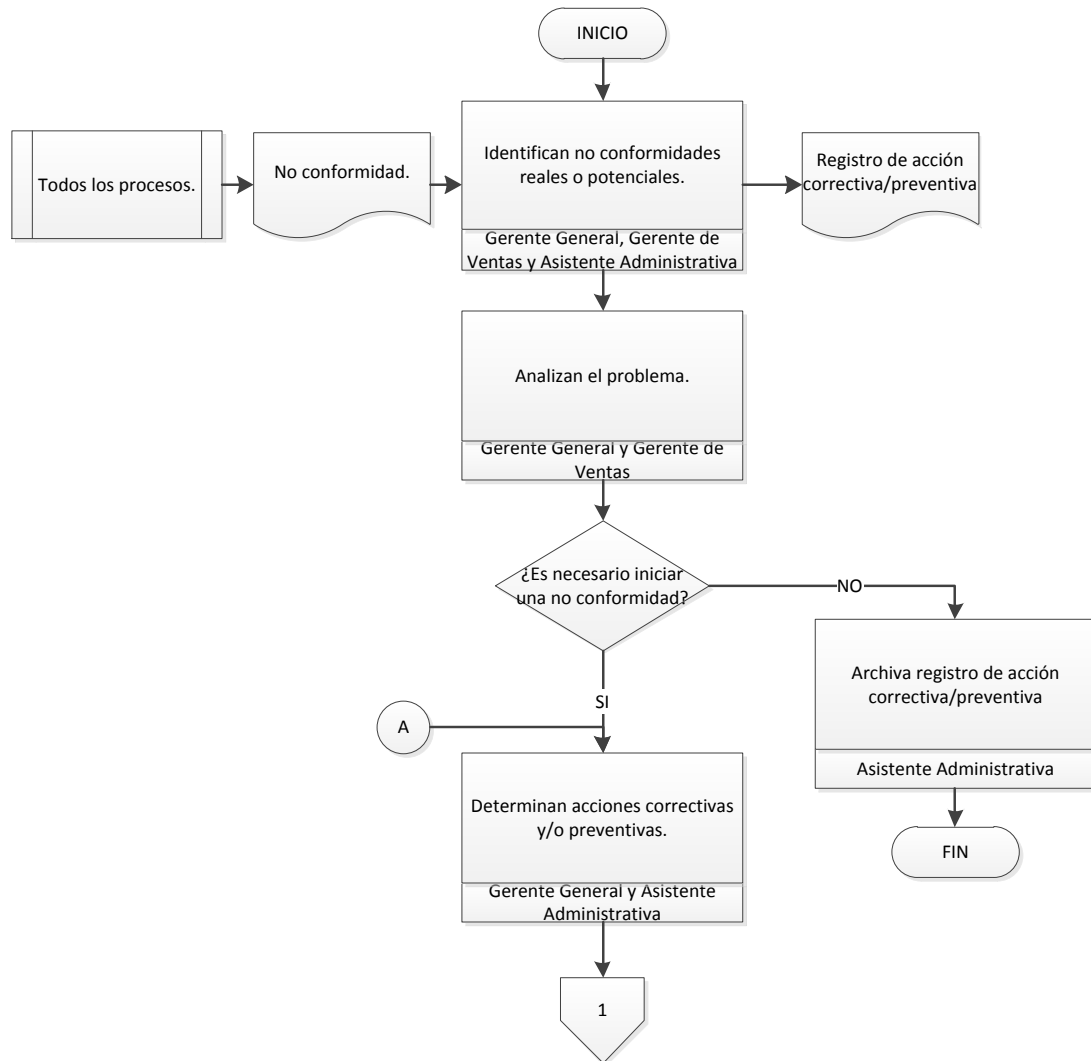 INICIO
Todos los procesos.
No conformidad.
Identifican no conformidades
reales o potenciales.
Gerente General, Gerente de
Ventas y Asistente Administrativa
Registro de acción
correctiva/preventiva
Analizan el problema.
Gerente General y Gerente de
Ventas
¿Es necesario iniciar
una no conformidad?
NO
SI
A
Archiva registro de acción
correctiva/preventiva
Asistente Administrativa
FIN
Determinan acciones correctivas
y/o preventivas.
Gerente General y Asistente
Administrativa
1